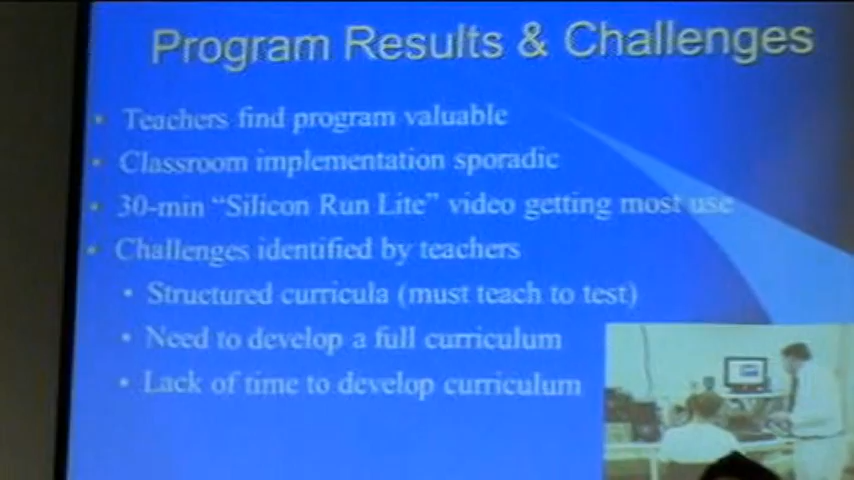 Program Results & Challenges
Teachers find program valuable
Classroom implementation sporadic
30-min “Silicon Run Lite” video getting most use
Challenges identified by teachers
Structured curricula (must teach to test)
Need to develop a full curriculum
Lack of time to develop curriculum